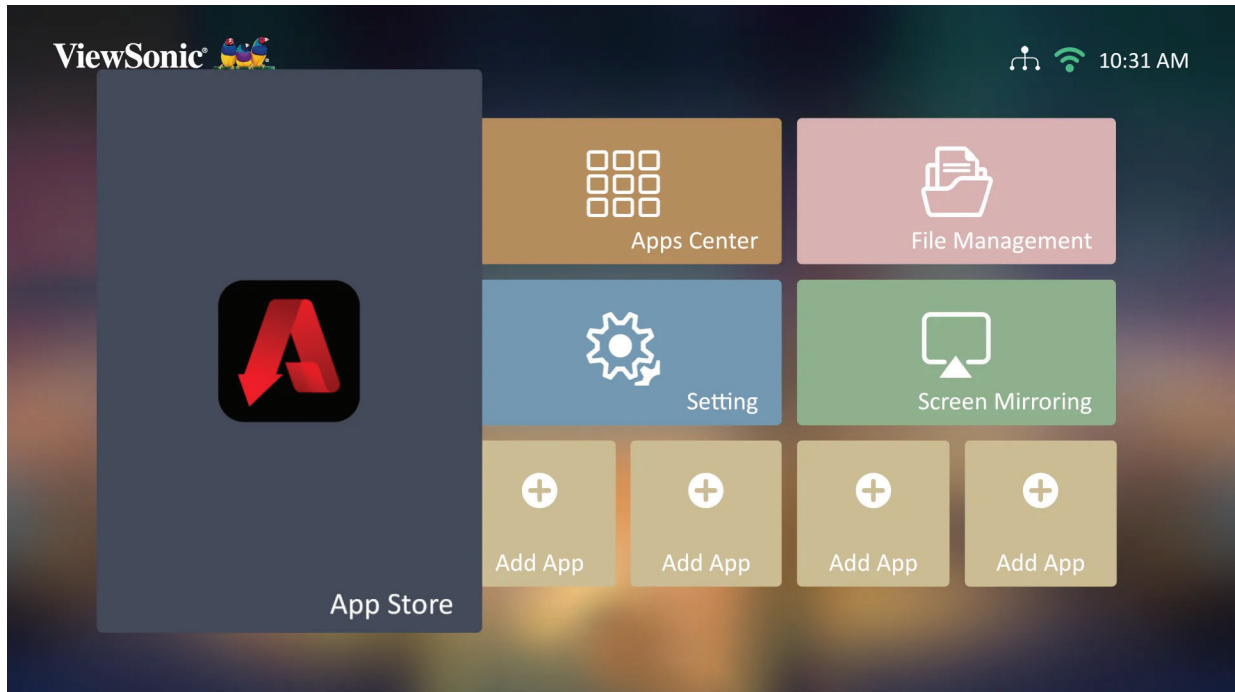 ViewSonic®
10:31 AM
Apps Center
File Management
Setting
Screen Mirroring
Add App
Add App
Add App
Add App
App Store